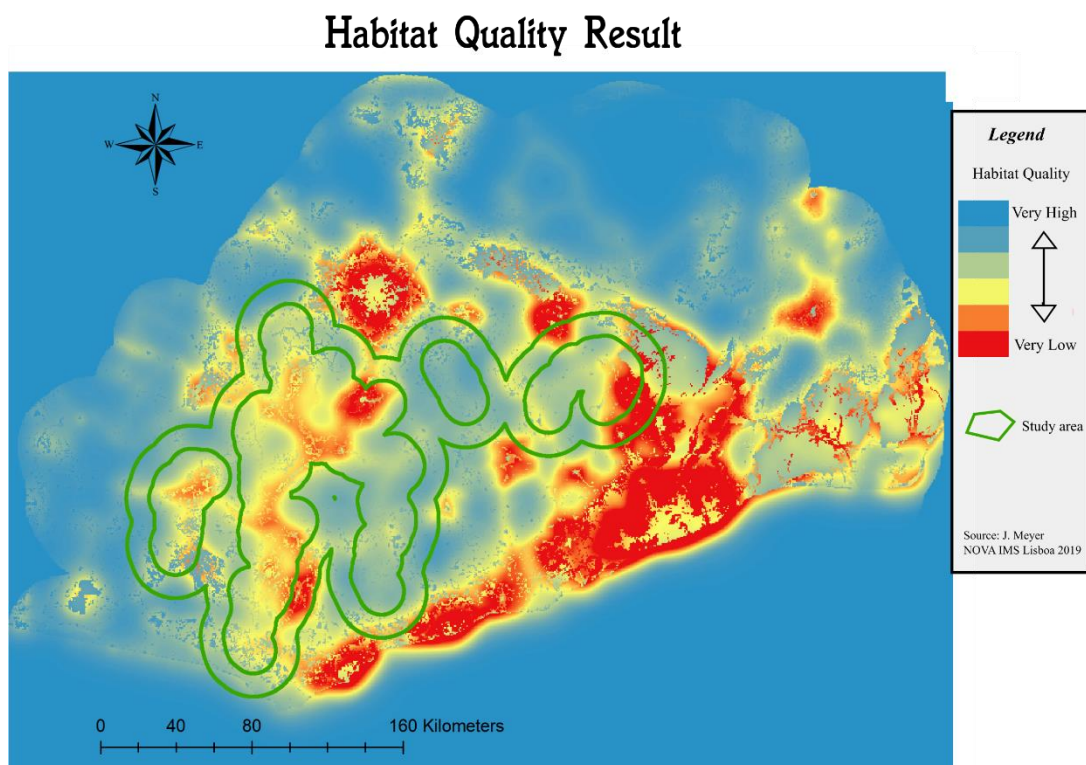 Habitat Quality Result
N
W E
S
Legend
Habitat Quality
Very High
Very Low
Study area
Source: J. Meyer
NOVA IMS Lisboa 2019
0 40 80 160 Kilometers